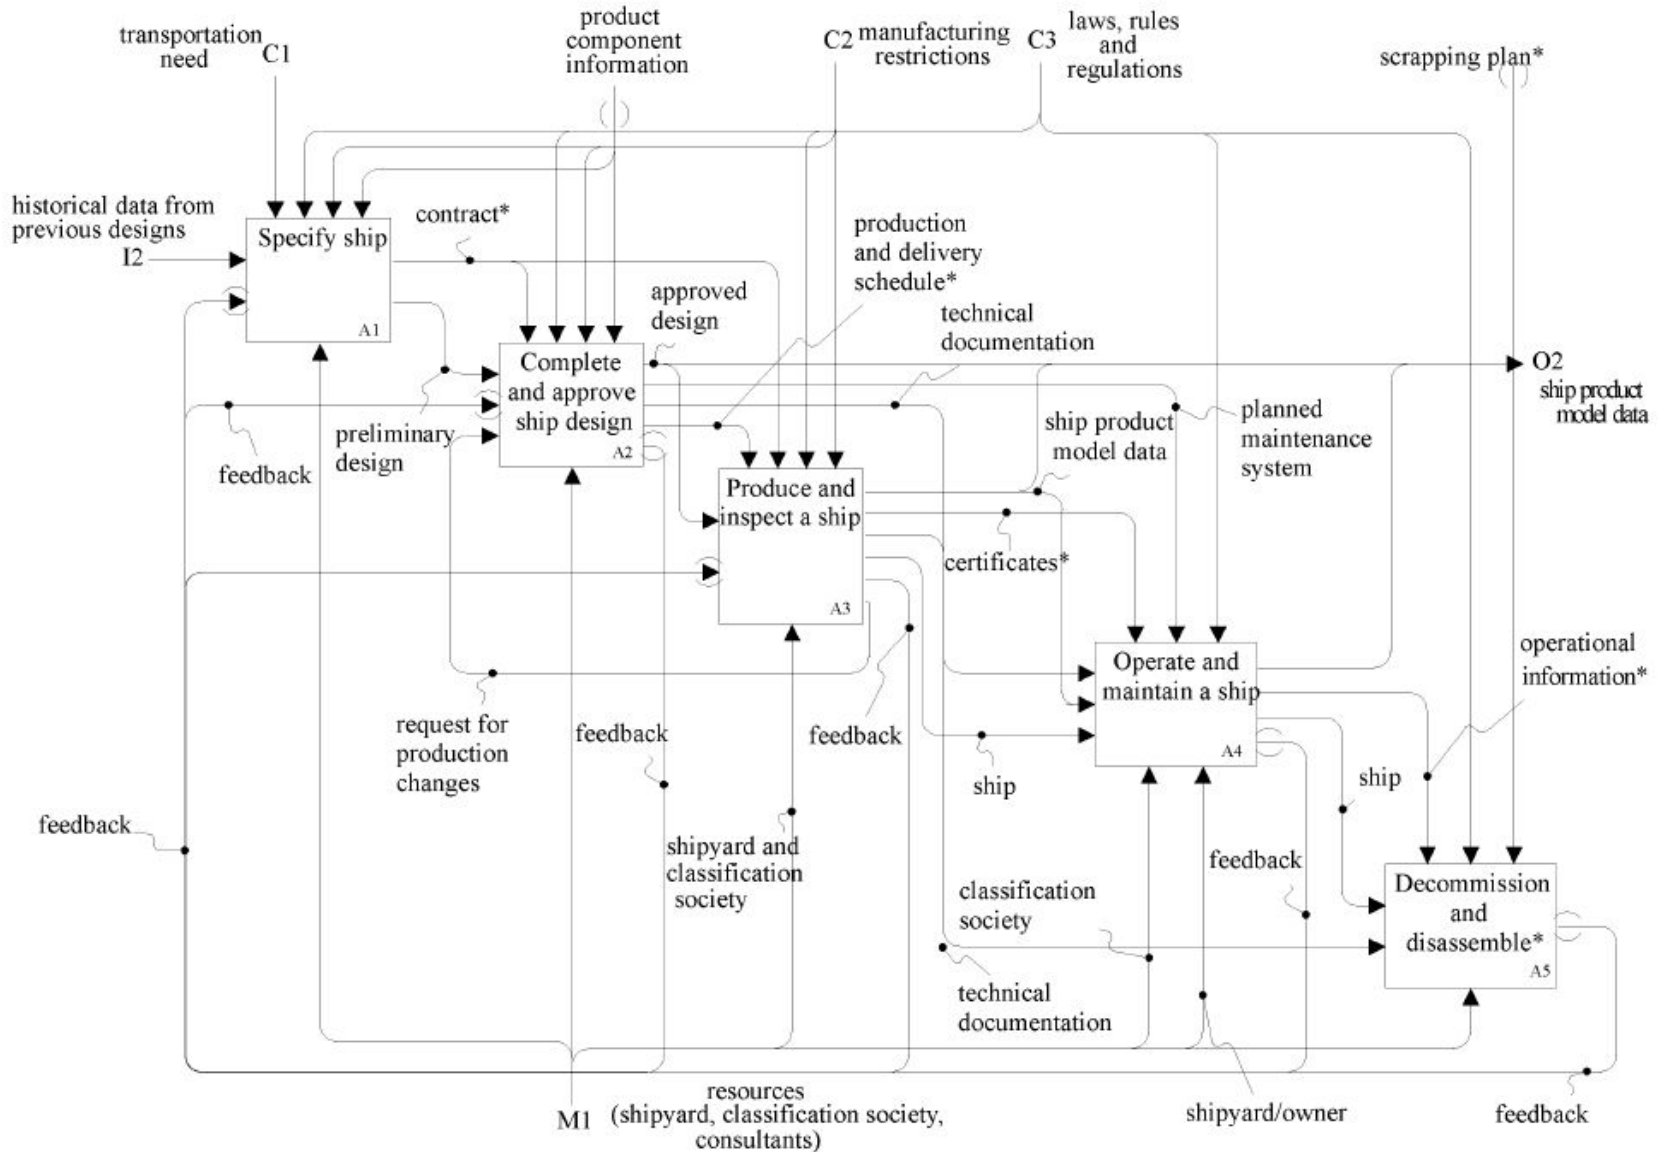 transportation
need
C1
product
component
information
C2
manufacturing
restrictions
C3
laws, rules
and
regulations
scrapping plan*
historical data from
previous designs
I2
Specify ship
A1
contract*
production
and delivery
schedule*
approved
design
technical
documentation
Complete
and approve
ship design
A2
O2
ship product
model data
preliminary
design
feedback
ship product
model data
planned
maintenance
system
Produce and
inspect a ship
A3
certificates*
Operate and
maintain a ship
A4
operational
information*
request for
production
changes
feedback
feedback
ship
ship
feedback
shipyard and
classification
society
classification
society
feedback
Decommission
and
disassemble*
A5
technical
documentation
M1
resources
(shipyard, classification society,
consultants)
shipyard/owner
feedback